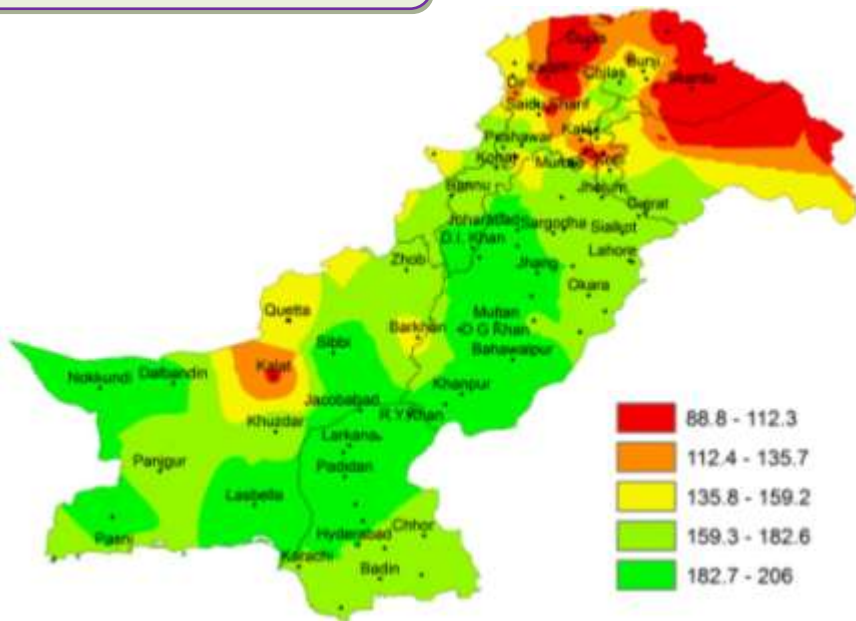 Gupis
Kalam
Bunji
Chilas
Skardu
Dir
Saidu Sharif
Kakul
Peshawar
Kohat
Murree
Bannu
Jhelum
Gujrat
Joharabad
Sargodha
Sialkot
D.I. Khan
Lahore
Zhob
Jhang
Okara
Quetta
Multan
Barkhan
D G Khan
Sibbi
Bahawalpur
Kalat
Nokkundi
Dalbandin
Khanpur
Jacobabad
R.Y.Khan
Khuzdar
Larkana
Panjgur
Padidan
Lasbella
Pasni
Hyderabad
Chhor
Karachi
Badin
88.8 - 112.3
112.4 - 135.7
135.8 - 159.2
159.3 - 182.6
182.7 - 206